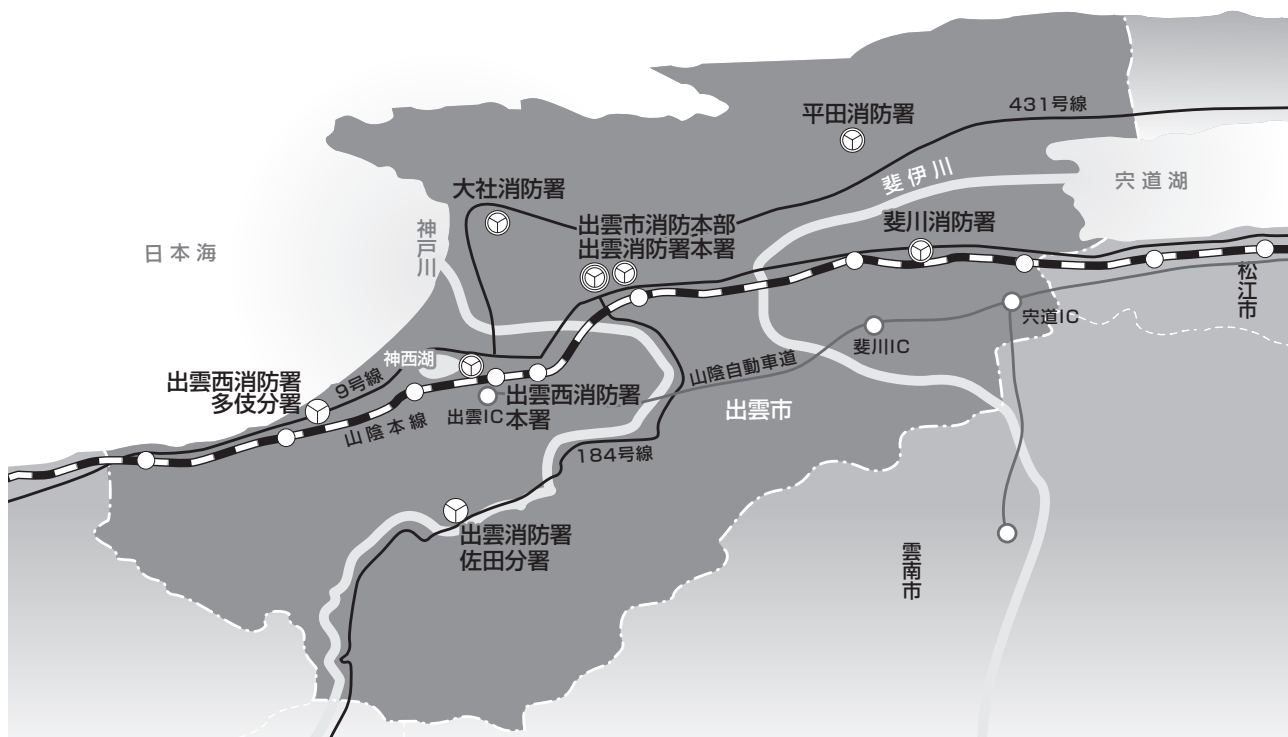 431号線
平田消防署
斐伊川
宍道湖
大社消防署
出雲市消防本部
出雲消防署本署
斐川消防署
神戸川
日本海
松江市
宍道IC
斐川IC
神西湖
山陰自動車道
出雲西消防署
多伎分署
9号線
山陰本線
出雲IC
出雲西消防署
本署
出雲市
184号線
出雲消防署
佐田分署
雲南市